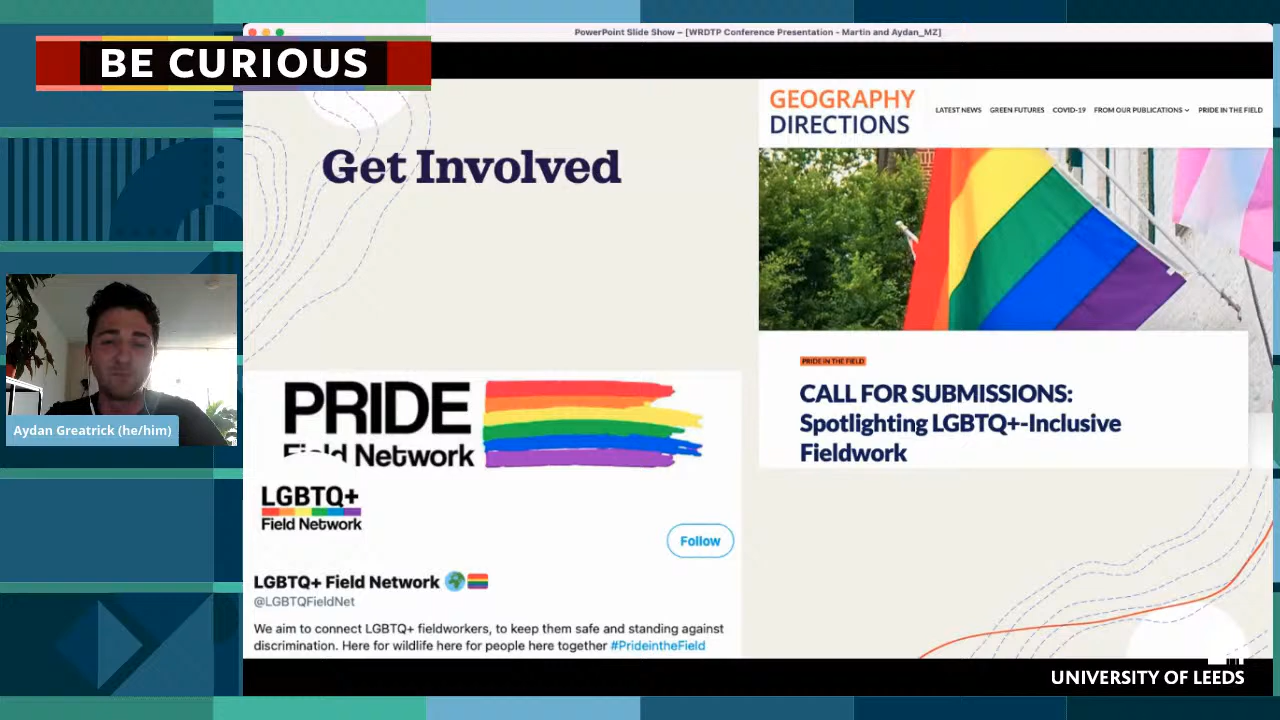 PowerPoint Slide Show – [WRDTP Conference Presentation - Martin and Aydan_MZ]
BE CURIOUS
GEOGRAPHY
DIRECTIONS
LATEST NEWS GREEN FUTURES COVID-19 FROM OUR PUBLICATIONS PRIDE IN THE FIELD
Get Involved
PRIDE IN THE FIELD
CALL FOR SUBMISSIONS:
Spotlighting LGBTQ+-Inclusive
Fieldwork
Aydan Greatrick (he/him)
PRIDE
Field Network
LGBTQ+
Field Network
Follow
LGBTQ+ Field Network 🌍🏳️‍🌈
@LGBTQFieldNet
We aim to connect LGBTQ+ fieldworkers, to keep them safe and standing against
discrimination. Here for wildlife here for people here together #PrideintheField
UNIVERSITY OF LEEDS